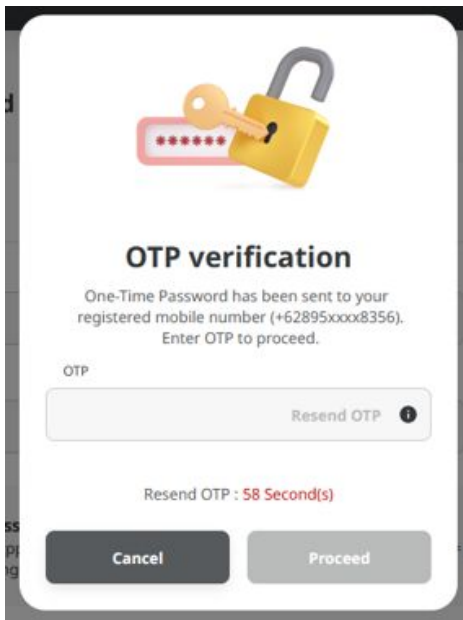 d
******
OTP verification
One-Time Password has been sent to your
registered mobile number (+62895xxxx8356).
Enter OTP to proceed.
OTP
Resend OTP
Resend OTP : 58 Second(s)
ss
Cancel
Proceed